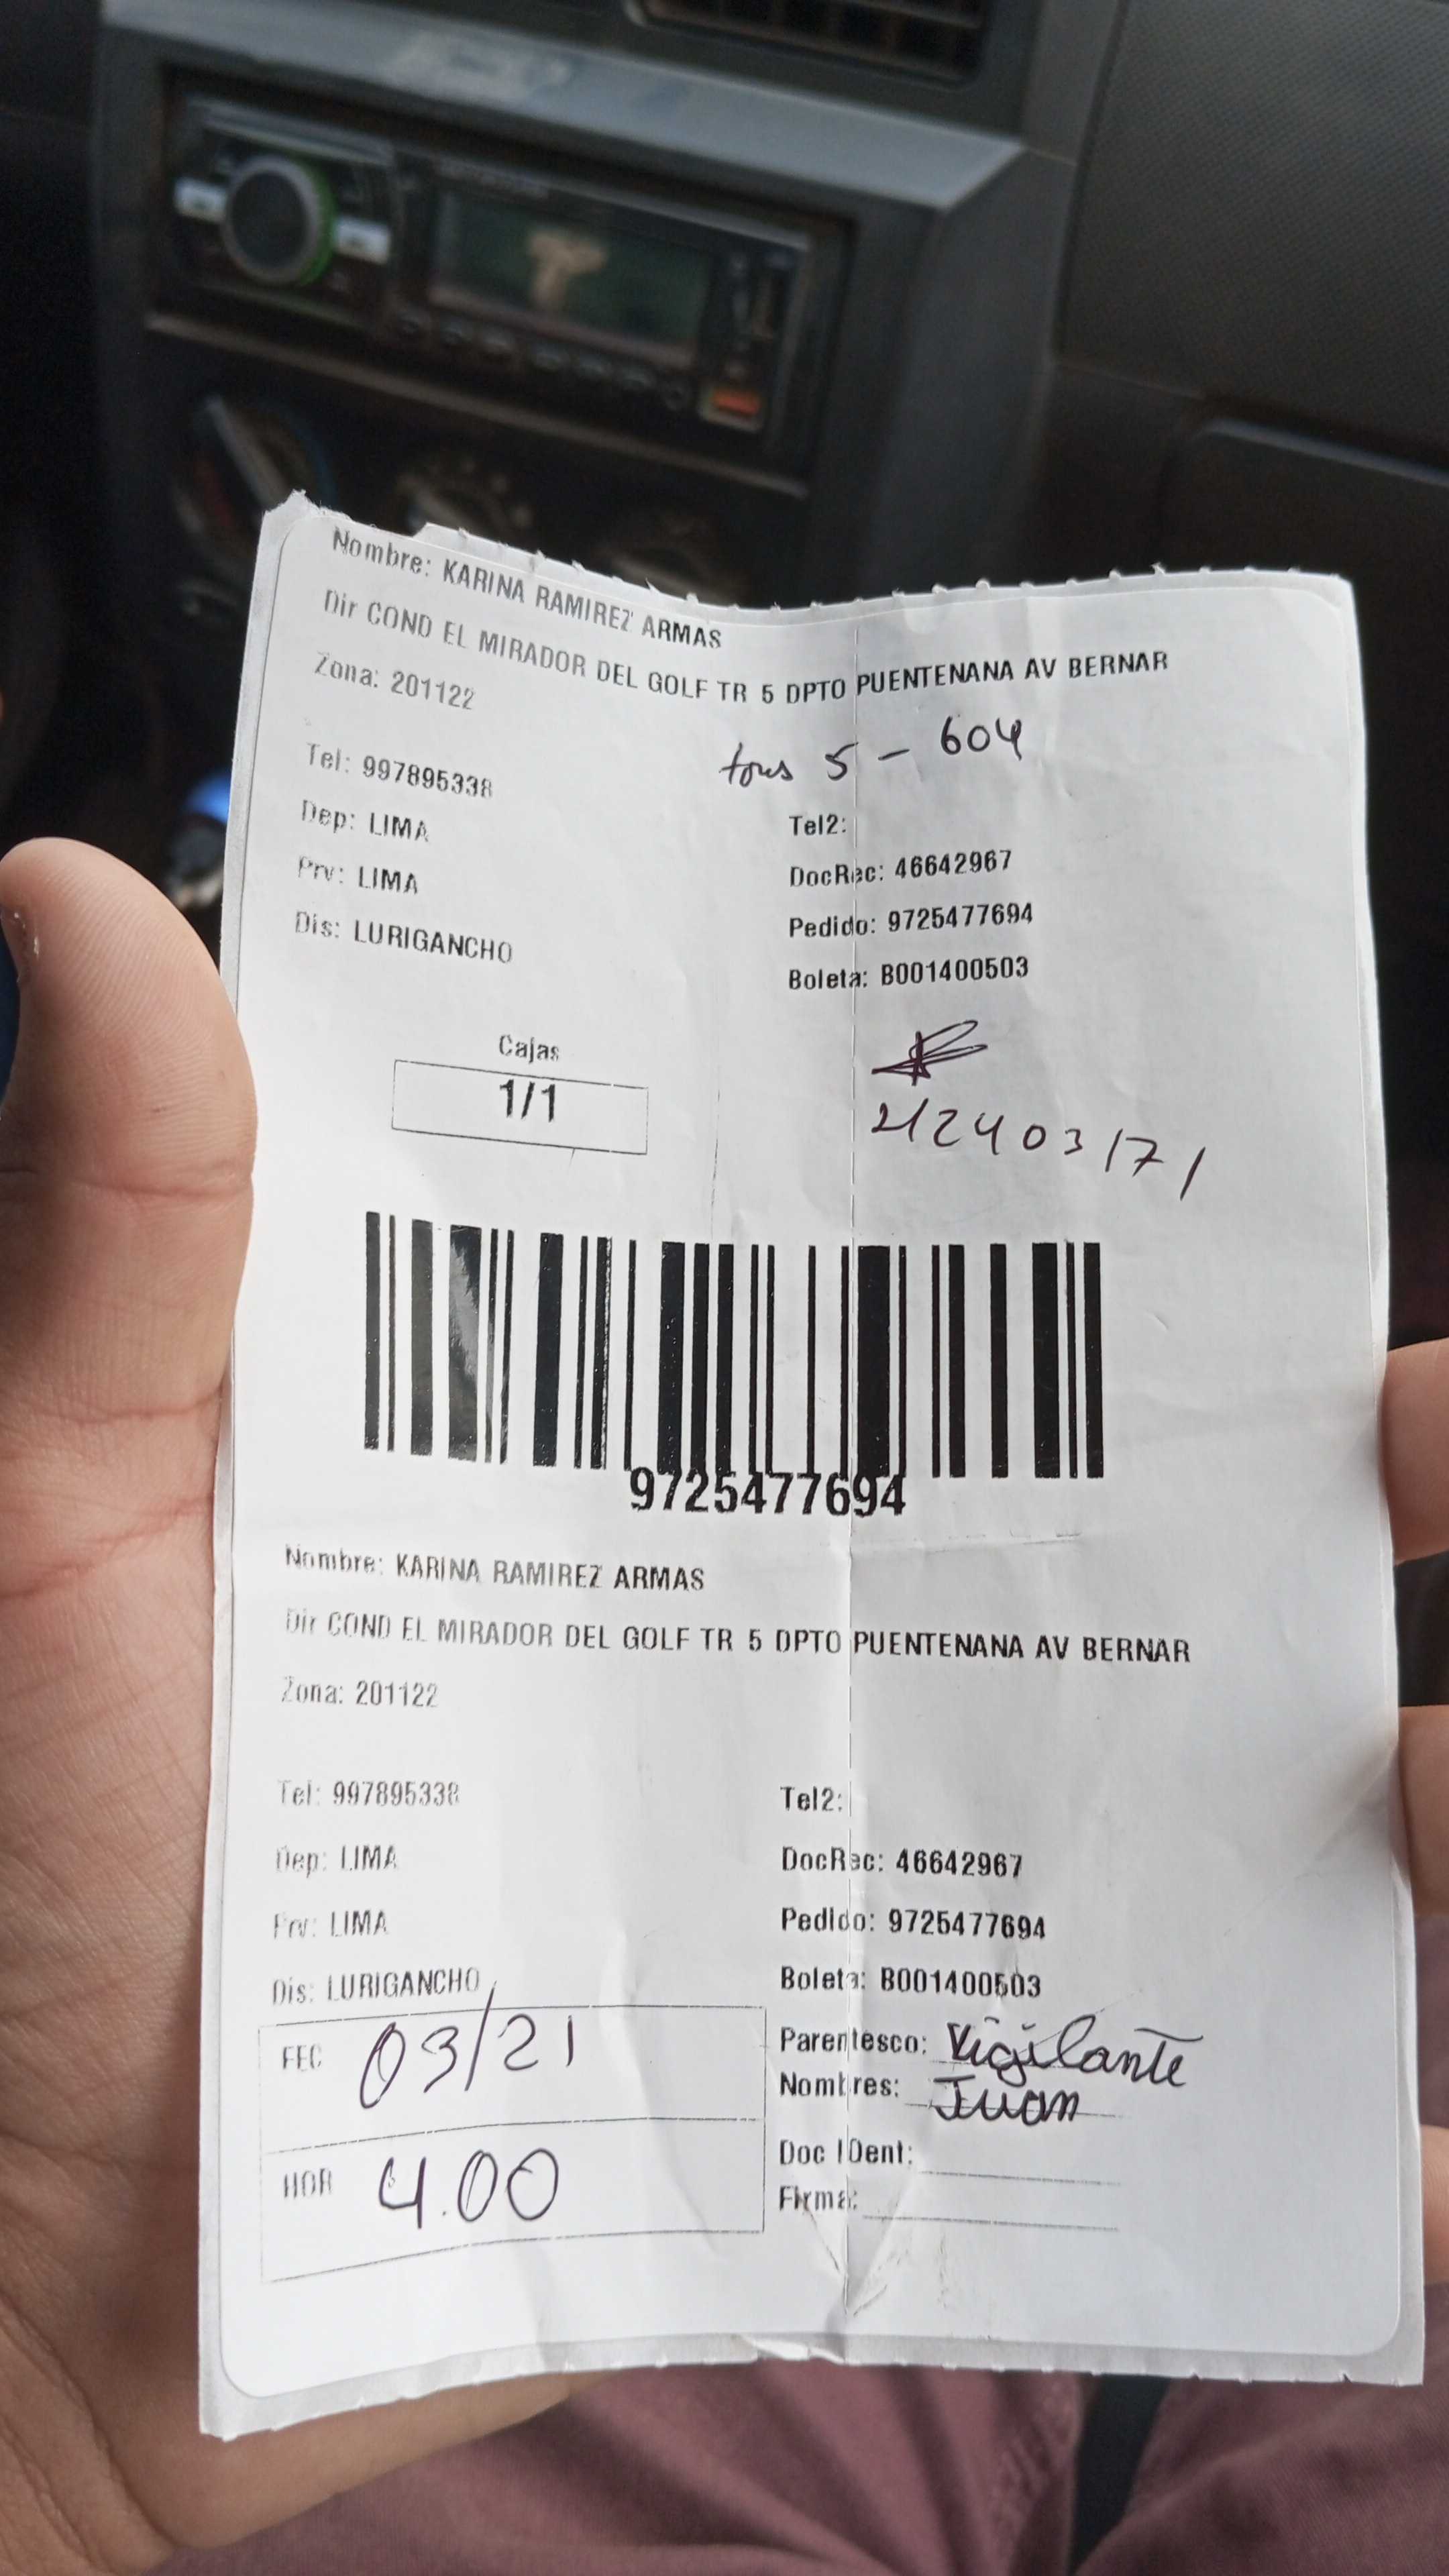 Nombre: KARINA RAMIREZ ARMAS
Dir COND EL MIRADOR DEL GOLF TR 5 DPTO PUENTENANA AV BERNAR
Zona: 201122
5 - 604
Tel: 997895338
Tel2:
Dep: LIMA
DocRec: 46642967
Prv: LIMA
Pedido: 9725477694
Dis: LURIGANCHO
Boleta: B001400503
Cajas
1/1
9725477694
Nombre: KARINA RAMIREZ ARMAS
Dir COND EL MIRADOR DEL GOLF TR 5 DPTO PUENTENANA AV BERNAR
Zona: 201122
Tel: 997895338
Tel2:
Dep: LIMA
DocRec: 46642967
Prv: LIMA
Pedido: 9725477694
Dis: LURIGANCHO
Boleta: B001400503
FEC 03/21
Parentesco: Vigilante
Nombres: Juan
HOR 4.00
Doc IDent:
Firma: